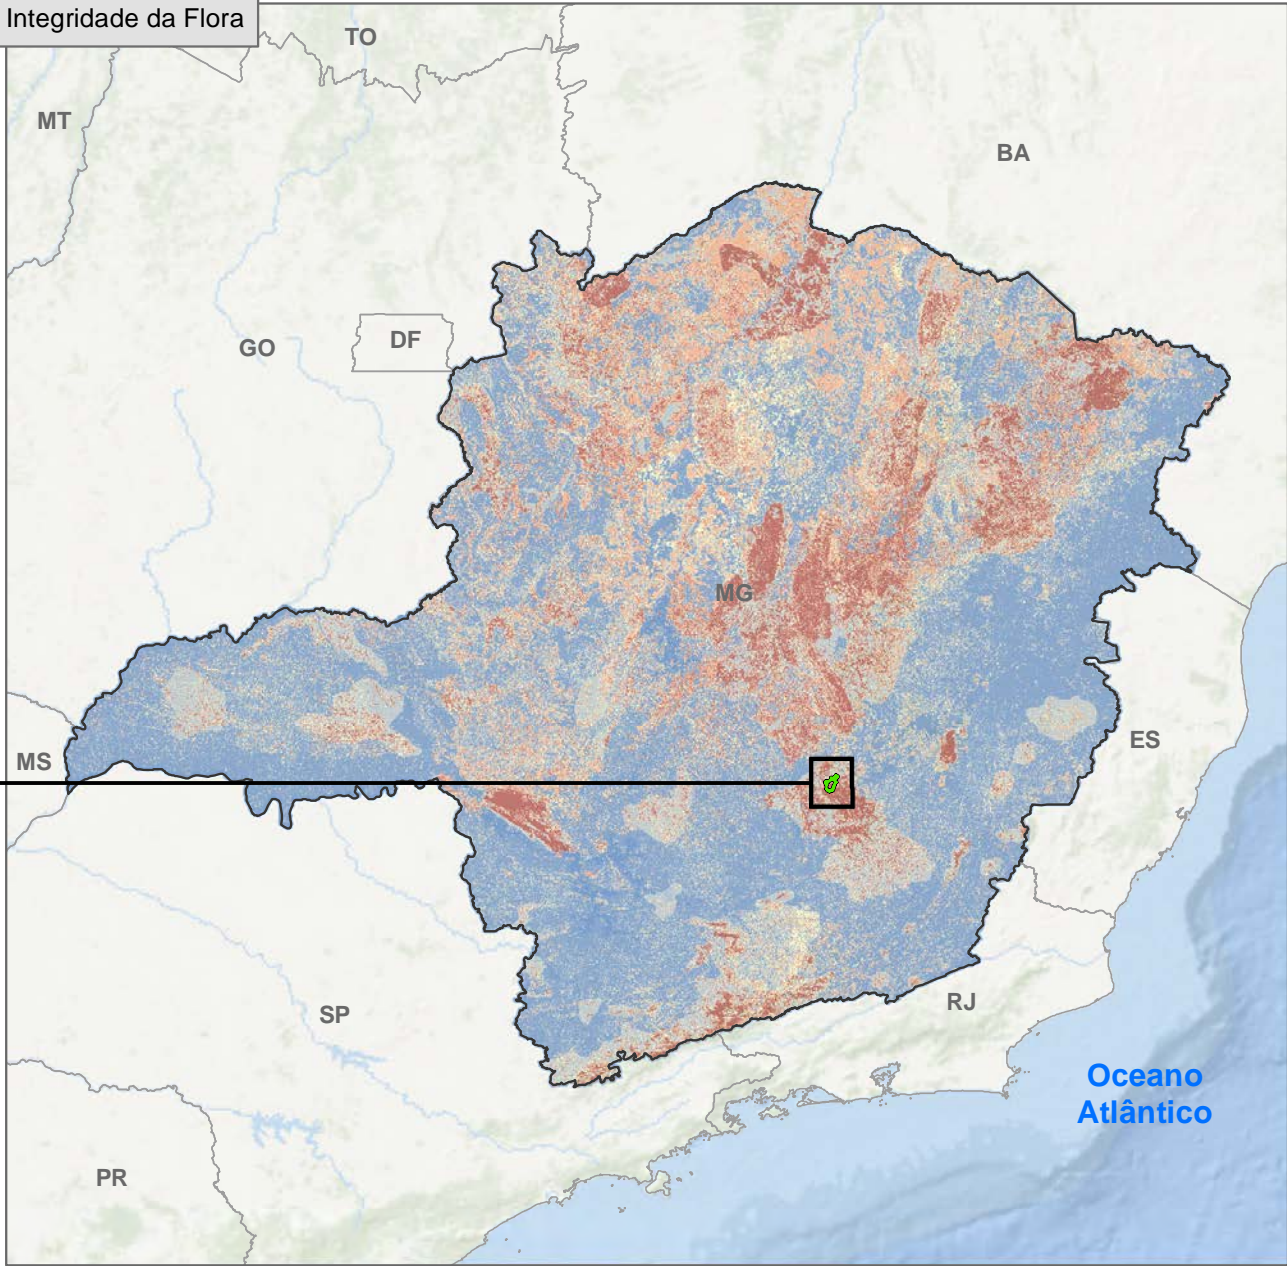 Integridade da Flora
TO
MT
BA
GO
DF
MG
MS
ES
SP
RJ
Oceano
Atlântico
PR